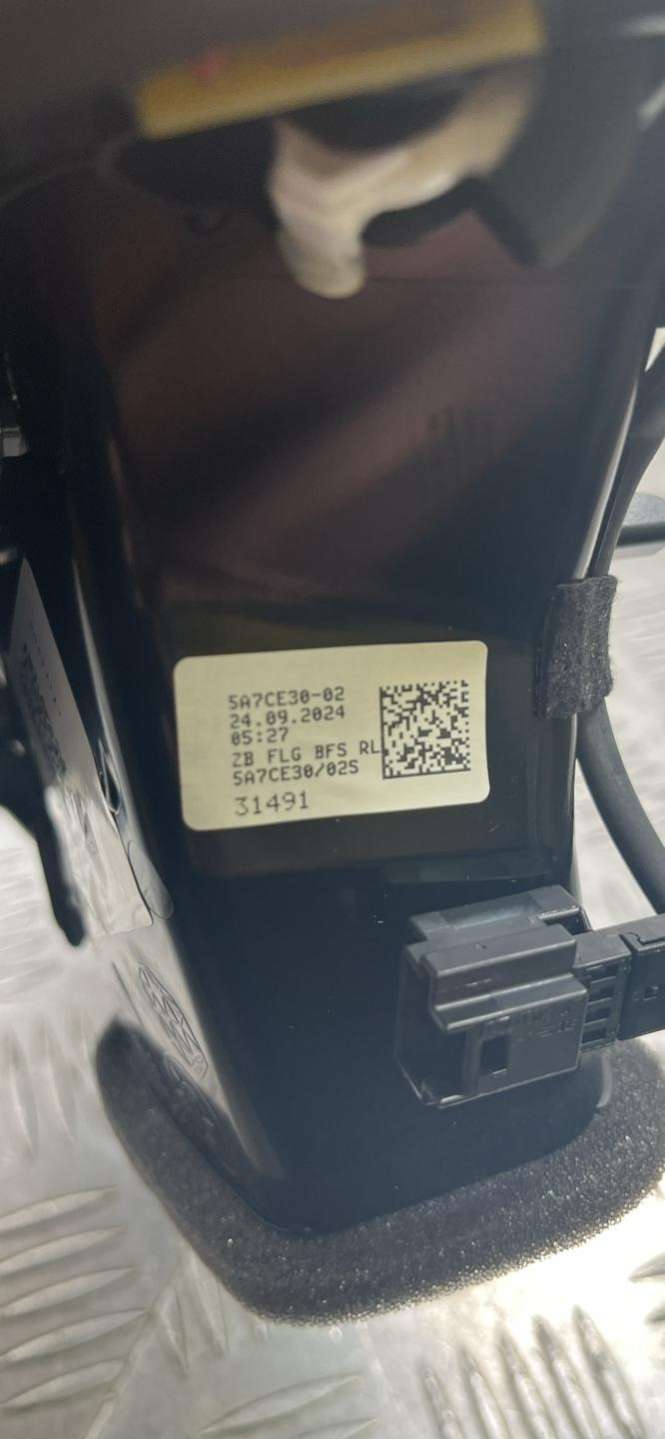 5A7CE30-02
24.09.2024
05:27
ZB FLG BFS RL
5A7CE30/02S
31491